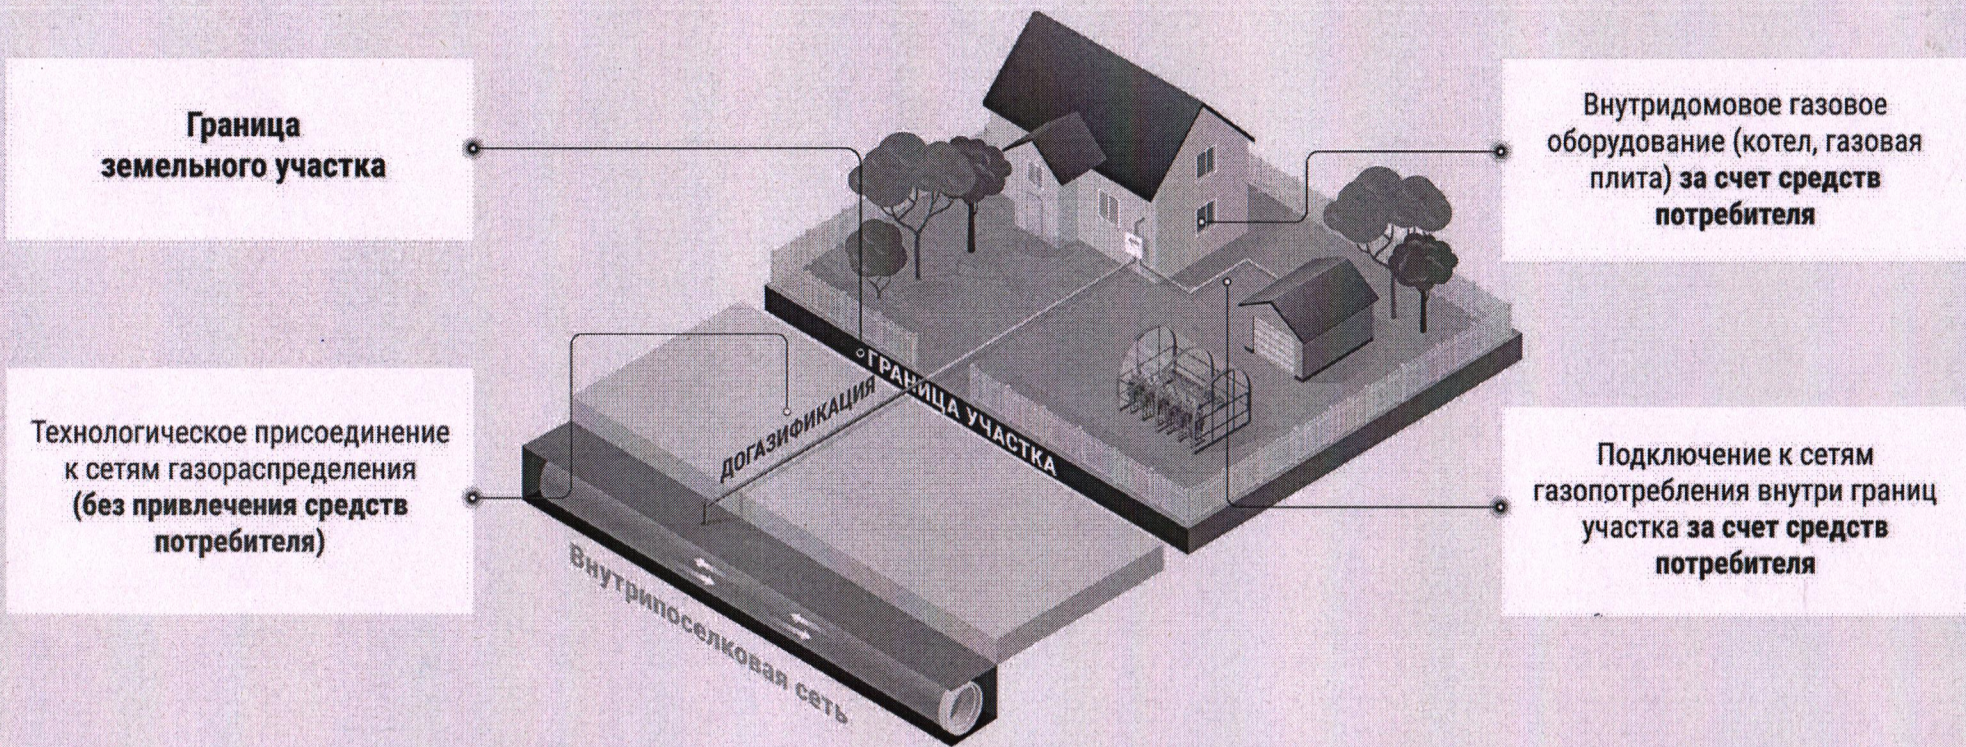 Граница
земельного участка
Внутридомовое газовое
оборудование (котел, газовая
плита) за счет средств
потребителя
ГРАНИЦА УЧАСТКА
ДОГАЗИФИКАЦИЯ
Технологическое присоединение
к сетям газораспределения
(без привлечения средств
потребителя)
Подключение к сетям
газопотребления внутри границ
участка за счет средств
потребителя
Внутрипоселковая сеть